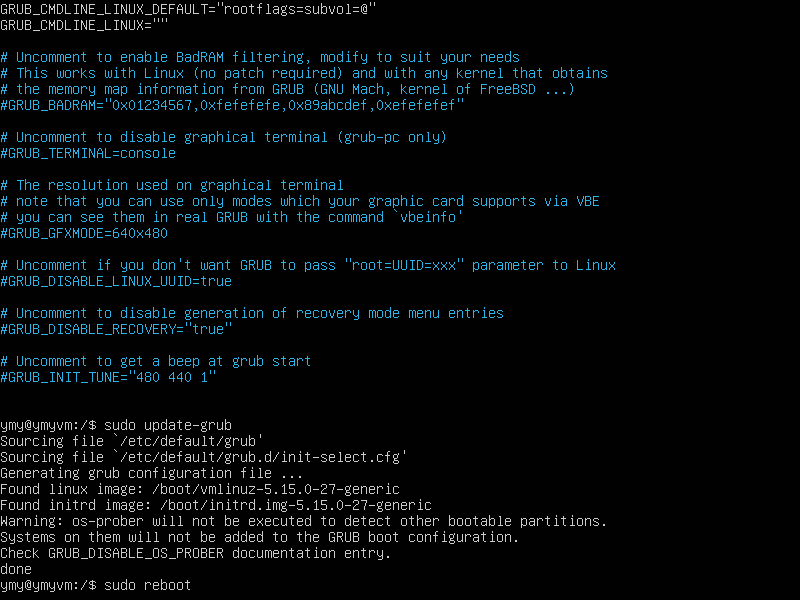 GRUB_CMDLINE_LINUX_DEFAULT="rootflags=subvol=@"
GRUB_CMDLINE_LINUX=""
# Uncomment to enable BadRAM filtering, modify to suit your needs
# This works with Linux (no patch required) and with any kernel that obtains
# the memory map information from GRUB (GNU Mach, kernel of FreeBSD ...)
#GRUB_BADRAM="0x01234567,0xfefefefe,0x89abcdef,0xefefefef"
# Uncomment to disable graphical terminal (grub-pc only)
#GRUB_TERMINAL=console
# The resolution used on graphical terminal
# note that you can use only modes which your graphic card supports via VBE
# you can see them in real GRUB with the command `vbeinfo'
#GRUB_GFXMODE=640x480
# Uncomment if you don't want GRUB to pass "root=UUID=xxx" parameter to Linux
#GRUB_DISABLE_LINUX_UUID=true
# Uncomment to disable generation of recovery mode menu entries
#GRUB_DISABLE_RECOVERY="true"
# Uncomment to get a beep at grub start
#GRUB_INIT_TUNE="480 440 1"
ymy@ymyvm:/$ sudo update-grub
Sourcing file `/etc/default/grub'
Sourcing file `/etc/default/grub.d/init-select.cfg'
Generating grub configuration file ...
Found linux image: /boot/vmlinuz-5.15.0-27-generic
Found initrd image: /boot/initrd.img-5.15.0-27-generic
Warning: os-prober will not be executed to detect other bootable partitions.
Systems on them will not be added to the GRUB boot configuration.
Check GRUB_DISABLE_OS_PROBER documentation entry.
done
ymy@ymyvm:/$ sudo reboot